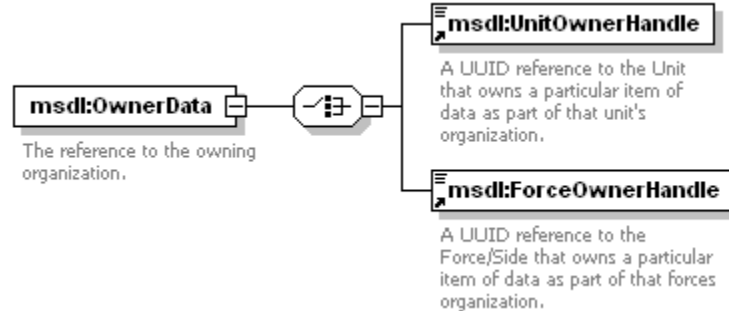 msdl:UnitOwnerHandle
A UUID reference to the Unit
that owns a particular item of
data as part of that unit's
organization.
msdl:OwnerData
The reference to the owning
organization.
msdl:ForceOwnerHandle
A UUID reference to the
Force/Side that owns a particular
item of data as part of that forces
organization.